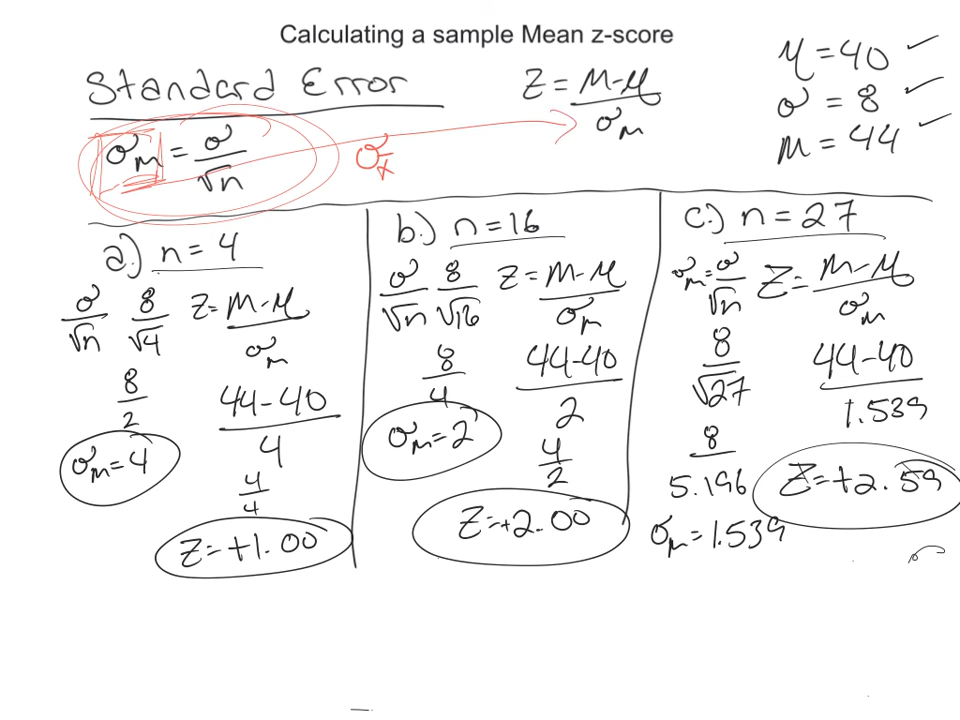 Calculating a sample Mean z-score
Standard Error
Z = M-μ / σM
μ = 40
σ = 8
M = 44
σM = σ / √n
σx̄
a.) n = 4
σ / √n 8 / √4 Z = M-μ / σM
8 / 2
44-40 / 4
σM = 4
4 / 4
Z = +1.00
b.) n = 16
σ / √n 8 / √16 Z = M-μ / σM
8 / 4
44-40 / 2
σM = 2
4 / 2
Z = +2.00
c.) n = 27
σM = σ / √n Z = M-μ / σM
8 / √27
44-40 / 1.539
8 / 5.196
Z = +2.59
σM = 1.539